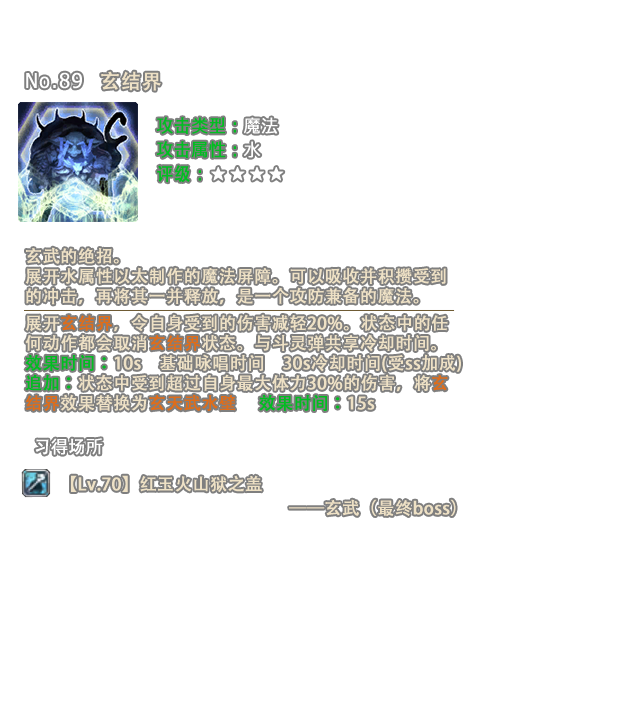 No.89 玄结界
攻击类型：魔法
攻击属性：水
评级：☆☆☆☆
玄武的绝招。
展开水属性以太制作的魔法屏障。可以吸收并积攒受到
的冲击，再将其一并释放，是一个攻防兼备的魔法。
展开玄结界，令自身受到的伤害减轻20%。状态中的任
何动作都会取消玄结界状态。与斗灵弹共享冷却时间。
效果时间：10s 基础咏唱时间 30s冷却时间(受ss加成)
追加：状态中受到超过自身最大体力30%的伤害，将玄
结界效果替换为玄天武水壁 效果时间：15s
习得场所
【Lv.70】红玉火山狱之盖
——玄武（最终boss）